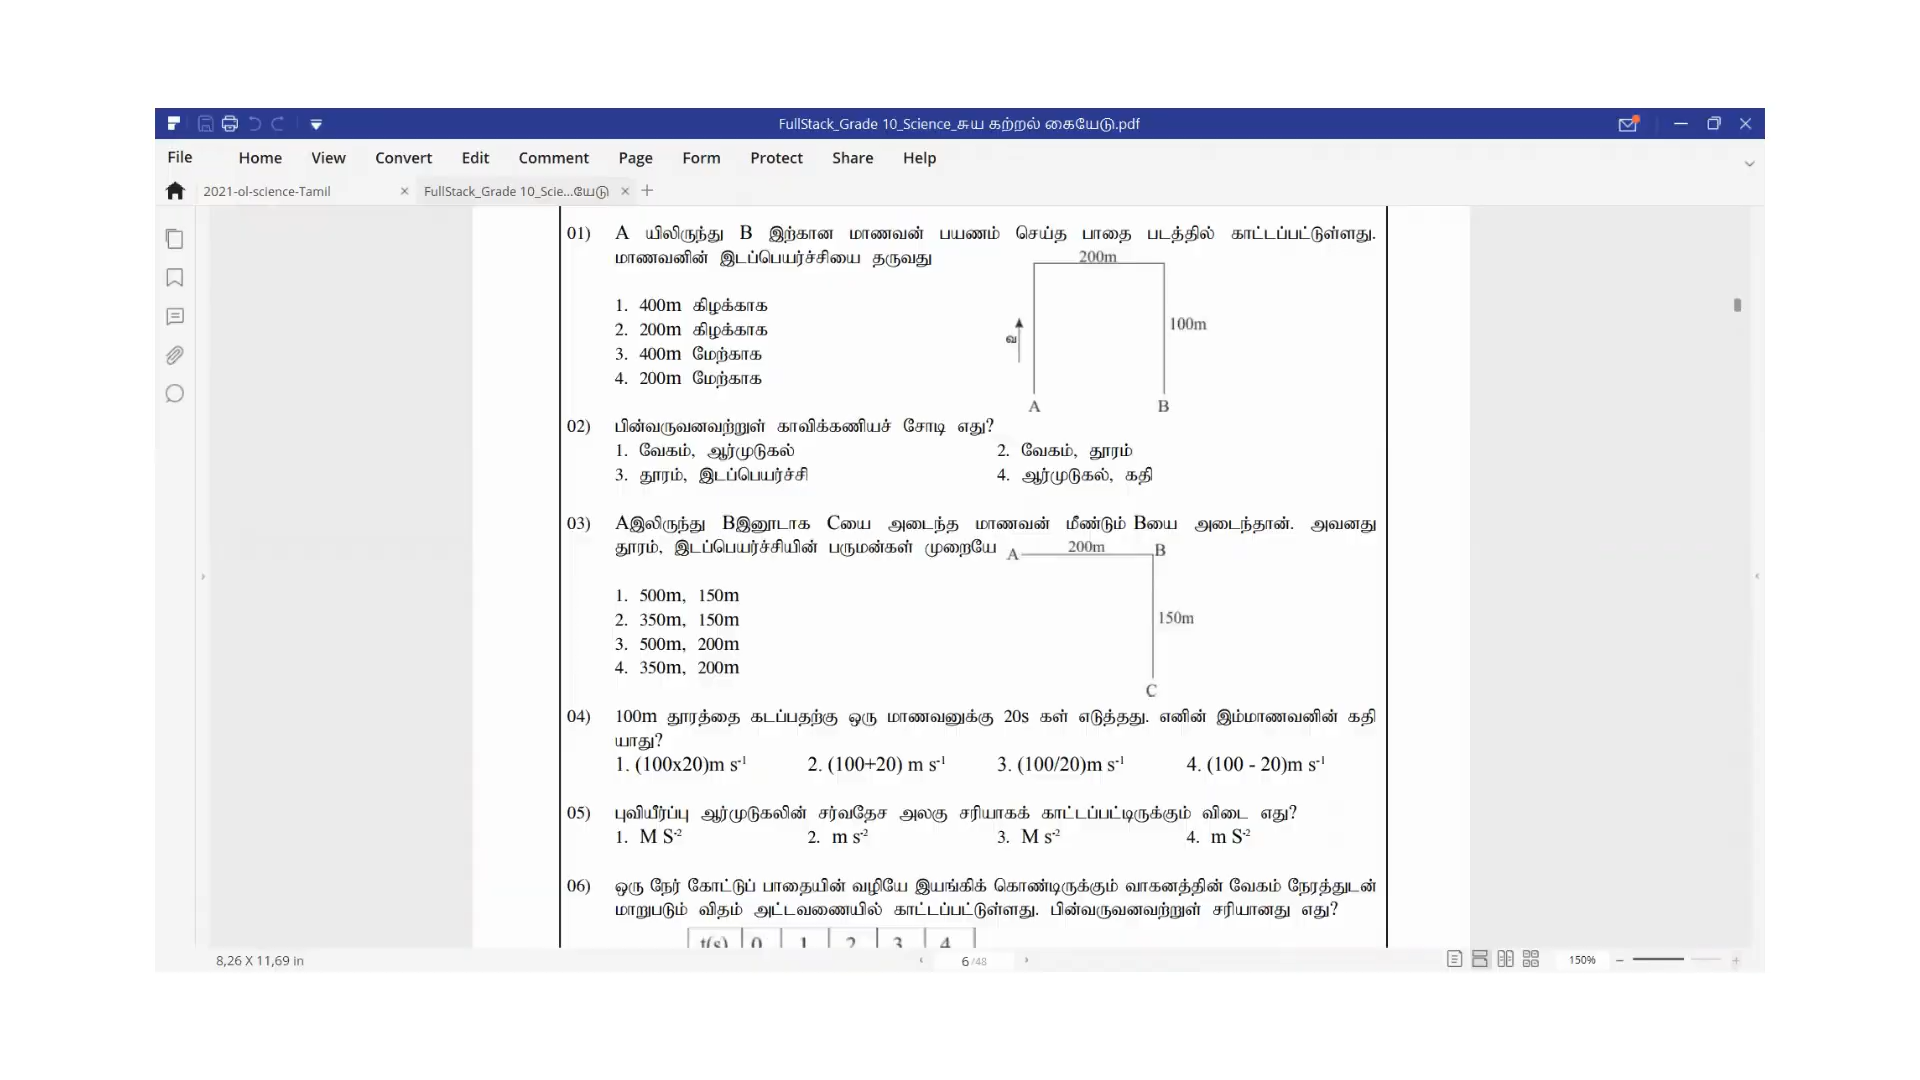 FullStack_Grade 10_Science_சுய கற்றல் கையேடு.pdf
File Home View Convert Edit Comment Page Form Protect Share Help
2021-ol-science-Tamil
FullStack_Grade 10_Scie...யேடு
01) A யிலிருந்து B இற்கான மாணவன் பயணம் செய்த பாதை படத்தில் காட்டப்பட்டுள்ளது.
மாணவனின் இடப்பெயர்ச்சியை தருவது
200m
1. 400m கிழக்காக
2. 200m கிழக்காக
3. 400m மேற்காக
4. 200m மேற்காக
100m
வ
A B
02) பின்வருவனவற்றுள் காவிக்கணியச் சோடி எது?
1. வேகம், ஆர்முடுகல் 2. வேகம், தூரம்
3. தூரம், இடப்பெயர்ச்சி 4. ஆர்முடுகல், கதி
03) Aஇலிருந்து Bஇனூடாக Cயை அடைந்த மாணவன் மீண்டும் Bயை அடைந்தான். அவனது
தூரம், இடப்பெயர்ச்சியின் பருமன்கள் முறையே
A 200m B
1. 500m, 150m
2. 350m, 150m
3. 500m, 200m
4. 350m, 200m
150m
C
04) 100m தூரத்தை கடப்பதற்கு ஒரு மாணவனுக்கு 20s கள் எடுத்தது. எனின் இம்மாணவனின் கதி
யாது?
1. (100x20)m s⁻¹ 2. (100+20) m s⁻¹ 3. (100/20)m s⁻¹ 4. (100 - 20)m s⁻¹
05) புவியீர்ப்பு ஆர்முடுகலின் சர்வதேச அலகு சரியாகக் காட்டப்பட்டிருக்கும் விடை எது?
1. M S⁻² 2. m s⁻² 3. M s⁻² 4. m S⁻²
06) ஒரு நேர் கோட்டுப் பாதையின் வழியே இயங்கிக் கொண்டிருக்கும் வாகனத்தின் வேகம் நேரத்துடன்
மாறுபடும் விதம் அட்டவணையில் காட்டப்பட்டுள்ளது. பின்வருவனவற்றுள் சரியானது எது?
t(s) 0 1 2 3 4
8,26 X 11,69 in 6 /48 150%